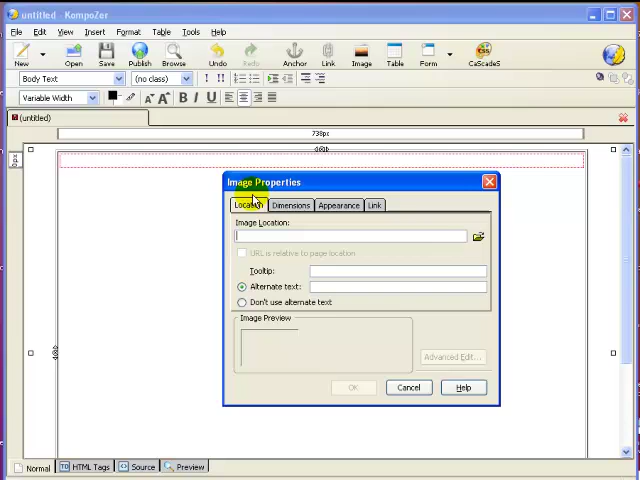 untitled - KompoZer
File Edit View Insert Format Table Tools Help
New Open Save Publish Browse Undo Redo Anchor Link Image Table Form CaScadeS
Body Text (no class) ! !!
Variable Width A A B I U
(untitled)
738px
0px
Image Properties
Location Dimensions Appearance Link
Image Location:
URL is relative to page location
Tooltip:
Alternate text:
Don't use alternate text
Image Preview
Advanced Edit...
OK Cancel Help
Normal HTML Tags Source Preview